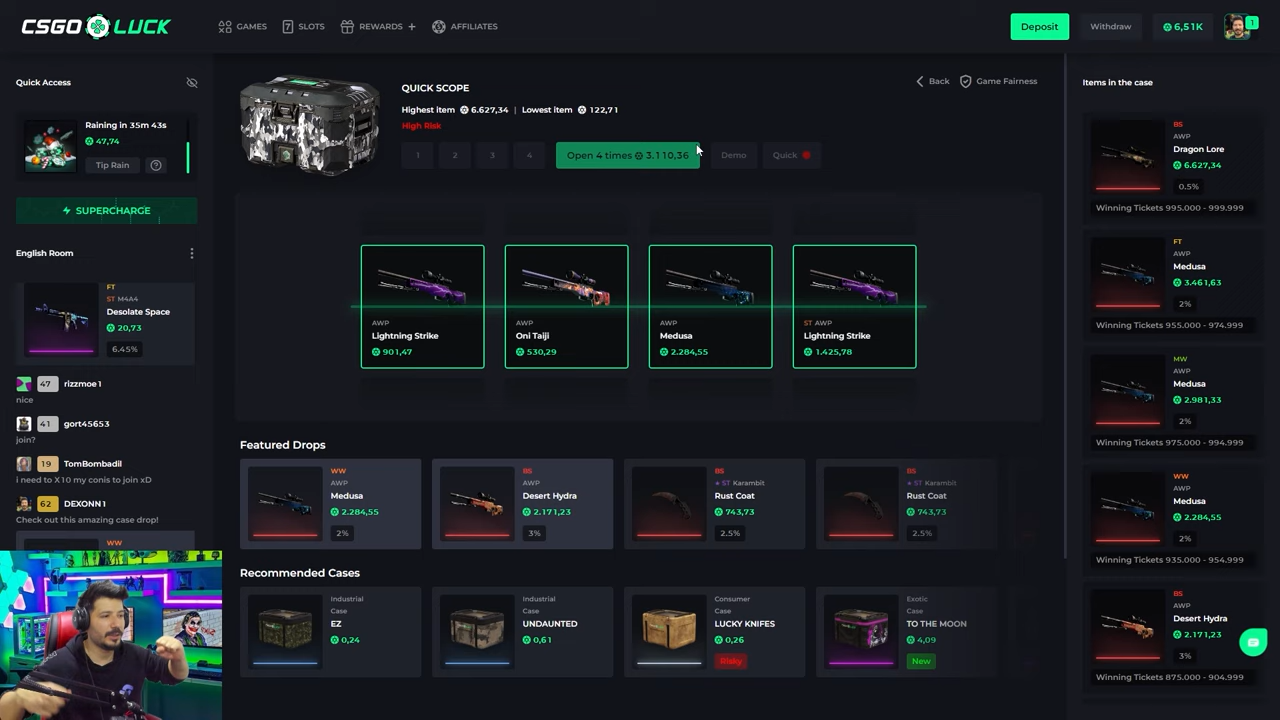 CSGO LUCK
GAMES
7
SLOTS
REWARDS +
AFFILIATES
Deposit
Withdraw
6,51K
1
Quick Access
Raining in 35m 43s
47,74
Tip Rain
?
SUPERCHARGE
English Room
FT
ST M4A4
Desolate Space
20,73
6.45%
47 rizzmoe1
nice
41 gort45653
join?
19 TomBombadil
i need to X10 my conis to join xD
62 DEXONN1
Check out this amazing case drop!
WW
QUICK SCOPE
Highest item 6.627,34 | Lowest item 122,71
High Risk
1
2
3
4
Open 4 times 3.110,36
Demo
Quick
Back
Game Fairness
AWP
Lightning Strike
901,47
AWP
Oni Taiji
530,29
AWP
Medusa
2.284,55
ST AWP
Lightning Strike
1.425,78
Featured Drops
WW
AWP
Medusa
2.284,55
2%
BS
AWP
Desert Hydra
2.171,23
3%
BS
★ ST Karambit
Rust Coat
743,73
2.5%
BS
★ ST Karambit
Rust Coat
743,73
2.5%
Recommended Cases
Industrial
Case
EZ
0,24
Industrial
Case
UNDAUNTED
0,61
Consumer
Case
LUCKY KNIFES
0,26
Risky
Exotic
Case
TO THE MOON
4,09
New
Items in the case
BS
AWP
Dragon Lore
6.627,34
0.5%
Winning Tickets 995.000 - 999.999
FT
AWP
Medusa
3.461,63
2%
Winning Tickets 955.000 - 974.999
MW
AWP
Medusa
2.981,33
2%
Winning Tickets 975.000 - 994.999
WW
AWP
Medusa
2.284,55
2%
Winning Tickets 935.000 - 954.999
BS
AWP
Desert Hydra
2.171,23
3%
Winning Tickets 875.000 - 904.999